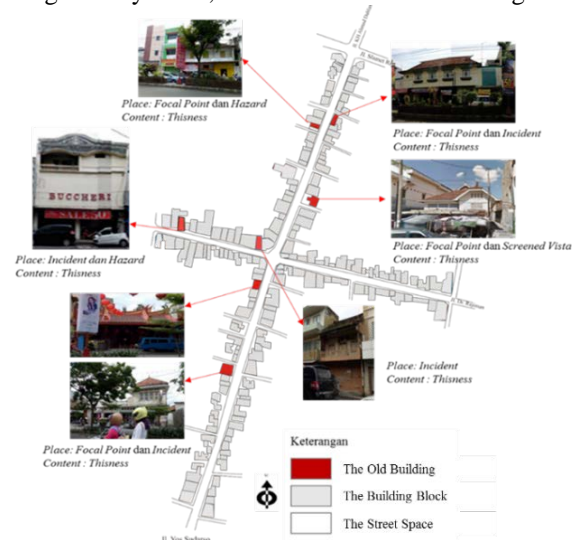 Place: Focal Point dan Hazard
Content : Thisness
Place: Focal Point dan Incident
Content : Thisness
BUCCHERI
SALE
Place: Focal Point dan Screened Vista
Content : Thisness
Place: Incident dan Hazard
Content : Thisness
Place: Incident
Content : Thisness
Place: Focal Point dan Incident
Content : Thisness
Keterangan
The Old Building
The Building Block
The Street Space